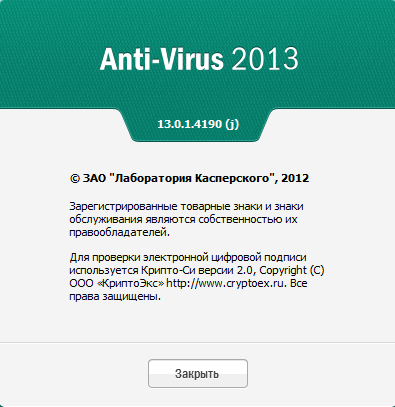 Anti-Virus 2013
13.0.1.4190 (j)
© ЗАО "Лаборатория Касперского", 2012
Зарегистрированные товарные знаки и знаки
обслуживания являются собственностью их
правообладателей.
Для проверки электронной цифровой подписи
используется Крипто-Си версии 2.0, Copyright (C)
ООО «КриптоЭкс» http://www.cryptoex.ru. Все
права защищены.
Закрыть